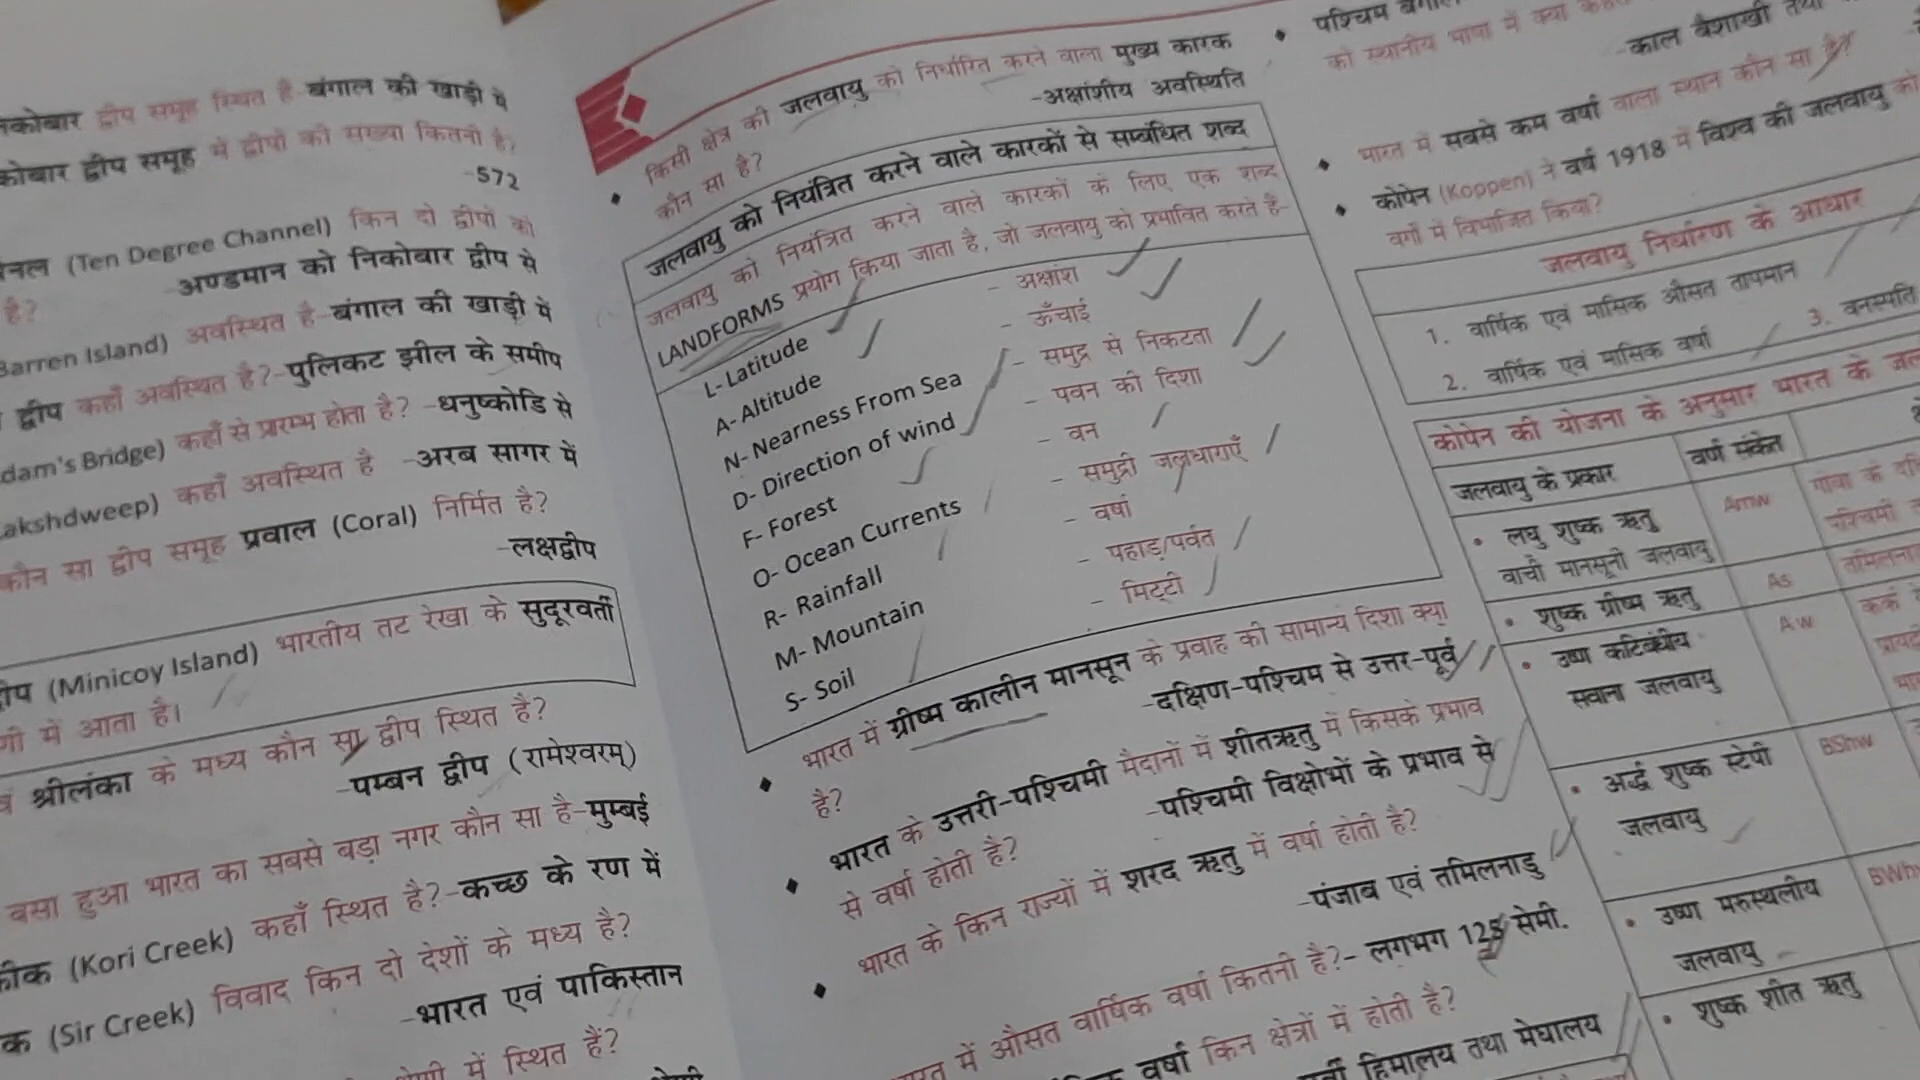 द्वीप समूह स्थित है-बंगाल की खाड़ी में
द्वीप समूह में द्वीपों की संख्या कितनी है?
-572
(Ten Degree Channel) किन दो द्वीपों को
है? -अण्डमान को निकोबार द्वीप से
Barren Island) अवस्थित है-बंगाल की खाड़ी में
द्वीप कहाँ अवस्थित है?-पुलिकट झील के समीप
dam's Bridge) कहाँ से प्रारम्भ होता है? -धनुष्कोडि से
akshdweep) कहाँ अवस्थित है -अरब सागर में
कौन सा द्वीप समूह प्रवाल (Coral) निर्मित है?
-लक्षद्वीप
(Minicoy Island) भारतीय तट रेखा के सुदूरवर्ती
में आता है।
श्रीलंका के मध्य कौन सा द्वीप स्थित है?
-पम्बन द्वीप (रामेश्वरम्)
बसा हुआ भारत का सबसे बड़ा नगर कौन सा है-मुम्बई
(Kori Creek) कहाँ स्थित है?-कच्छ के रण में
(Sir Creek) विवाद किन दो देशों के मध्य है?
-भारत एवं पाकिस्तान
में स्थित हैं?
किसी क्षेत्र की जलवायु को निर्धारित करने वाला मुख्य कारक
कौन सा है? -अक्षांशीय अवस्थिति
जलवायु को नियंत्रित करने वाले कारकों से सम्बंधित शब्द
जलवायु को नियंत्रित करने वाले कारकों के लिए एक शब्द
LANDFORMS प्रयोग किया जाता है, जो जलवायु को प्रभावित करते हैं-
L- Latitude - अक्षांश
A- Altitude - ऊँचाई
N- Nearness From Sea - समुद्र से निकटता
D- Direction of wind - पवन की दिशा
F- Forest - वन
O- Ocean Currents - समुद्री जलधाराएँ
R- Rainfall - वर्षा
M- Mountain - पहाड़/पर्वत
S- Soil - मिट्टी
भारत में ग्रीष्म कालीन मानसून के प्रवाह की सामान्य दिशा क्या
है? -दक्षिण-पश्चिम से उत्तर-पूर्व
भारत के उत्तरी-पश्चिमी मैदानों में शीतऋतु में किसके प्रभाव
से वर्षा होती है? -पश्चिमी विक्षोभों के प्रभाव से
भारत के किन राज्यों में शरद ऋतु में वर्षा होती है?
-पंजाब एवं तमिलनाडु
में औसत वार्षिक वर्षा कितनी है?- लगभग 125 सेमी.
वर्षा किन क्षेत्रों में होती है?
हिमालय तथा मेघालय
पश्चिम
को स्थानीय भाषा में क्या
-काल बैशाखी तथा
भारत में सबसे कम वर्षा वाला स्थान कौन सा है?
कोपेन (Koppen) ने वर्ष 1918 में विश्व की जलवायु को
वर्गों में विभाजित किया?
जलवायु निर्धारण के आधार
1. वार्षिक एवं मासिक औसत तापमान
2. वार्षिक एवं मासिक वर्षा 3. वनस्पति
कोपेन की योजना के अनुसार भारत के
जलवायु के प्रकार वर्ण संकेत
लघु शुष्क ऋतु Amw गोवा के
वाची मानसूनी जलवायु पश्चिमी
शुष्क ग्रीष्म ऋतु As
उष्ण कटिबंधीय Aw कर्क
सवाना जलवायु
अर्द्ध शुष्क स्टेपी BShw
जलवायु
उष्ण मरुस्थलीय
जलवायु
शुष्क शीत ऋतु